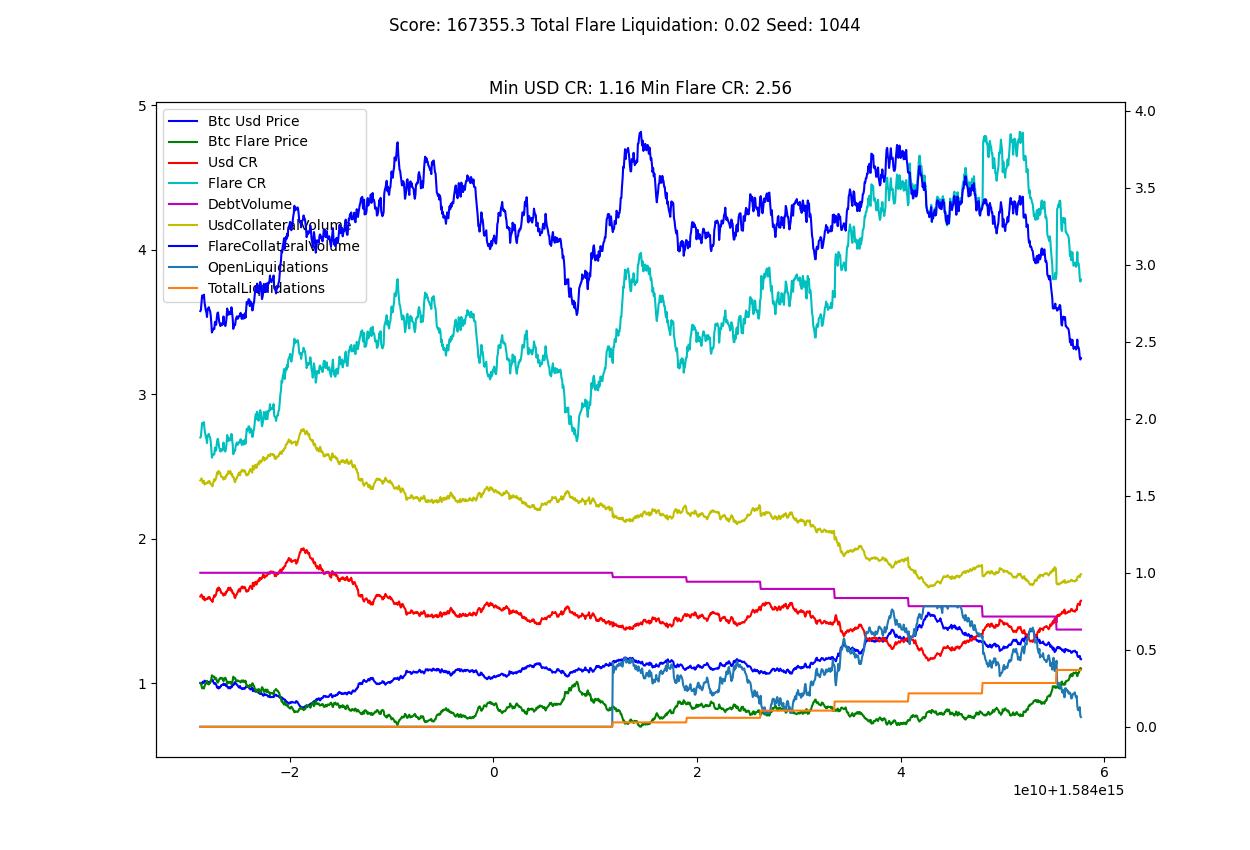 Score: 167355.3 Total Flare Liquidation: 0.02 Seed: 1044
Min USD CR: 1.16 Min Flare CR: 2.56
5
4
3
2
1
4.0
3.5
3.0
2.5
2.0
1.5
1.0
0.5
0.0
Btc Usd Price
Btc Flare Price
Usd CR
Flare CR
DebtVolume
UsdCollateralVolume
FlareCollateralVolume
OpenLiquidations
TotalLiquidations
−2
0
2
4
6
1e10+1.584e15